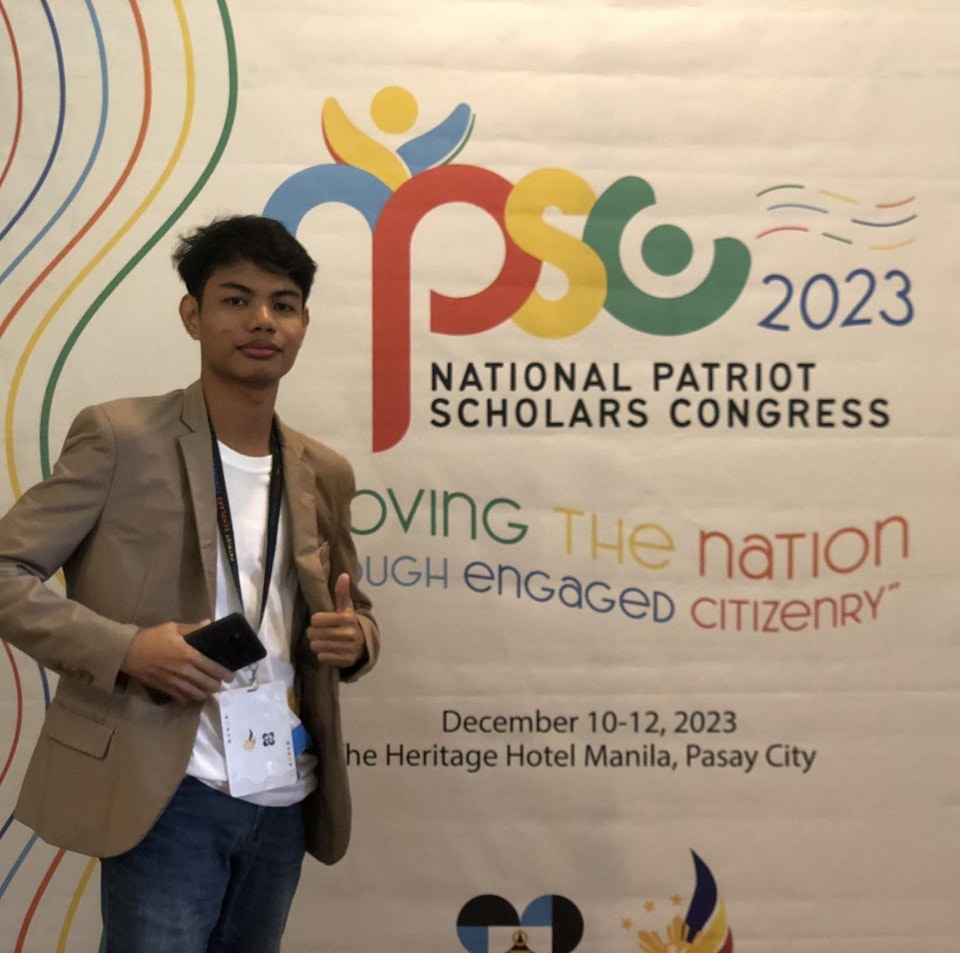 npsc
2023
NATIONAL PATRIOT
SCHOLARS CONGRESS
OVING THE NATION
UGH ENGAGED CITIZENRY"
December 10-12, 2023
he Heritage Hotel Manila, Pasay City